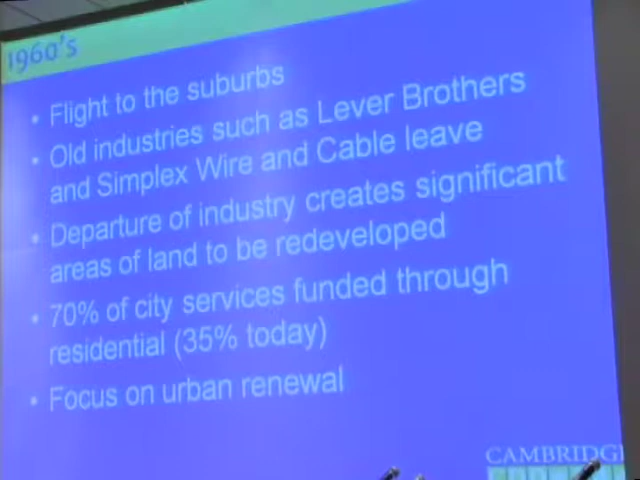 1960's
• Flight to the suburbs
• Old industries such as Lever Brothers
and Simplex Wire and Cable leave
• Departure of industry creates significant
areas of land to be redeveloped
• 70% of city services funded through
residential (35% today)
• Focus on urban renewal
CAMBRIDGE